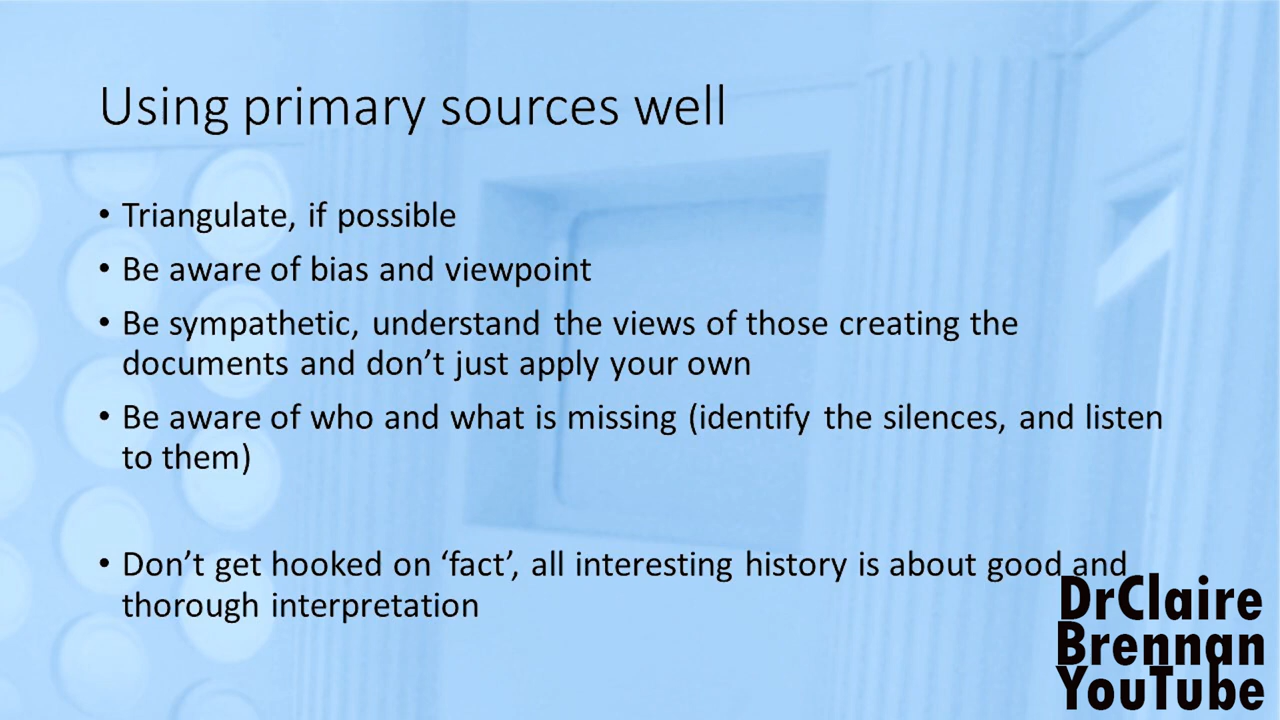 Using primary sources well
• Triangulate, if possible
• Be aware of bias and viewpoint
• Be sympathetic, understand the views of those creating the
documents and don’t just apply your own
• Be aware of who and what is missing (identify the silences, and listen
to them)
• Don’t get hooked on ‘fact’, all interesting history is about good and
thorough interpretation
DrClaire
Brennan
YouTube